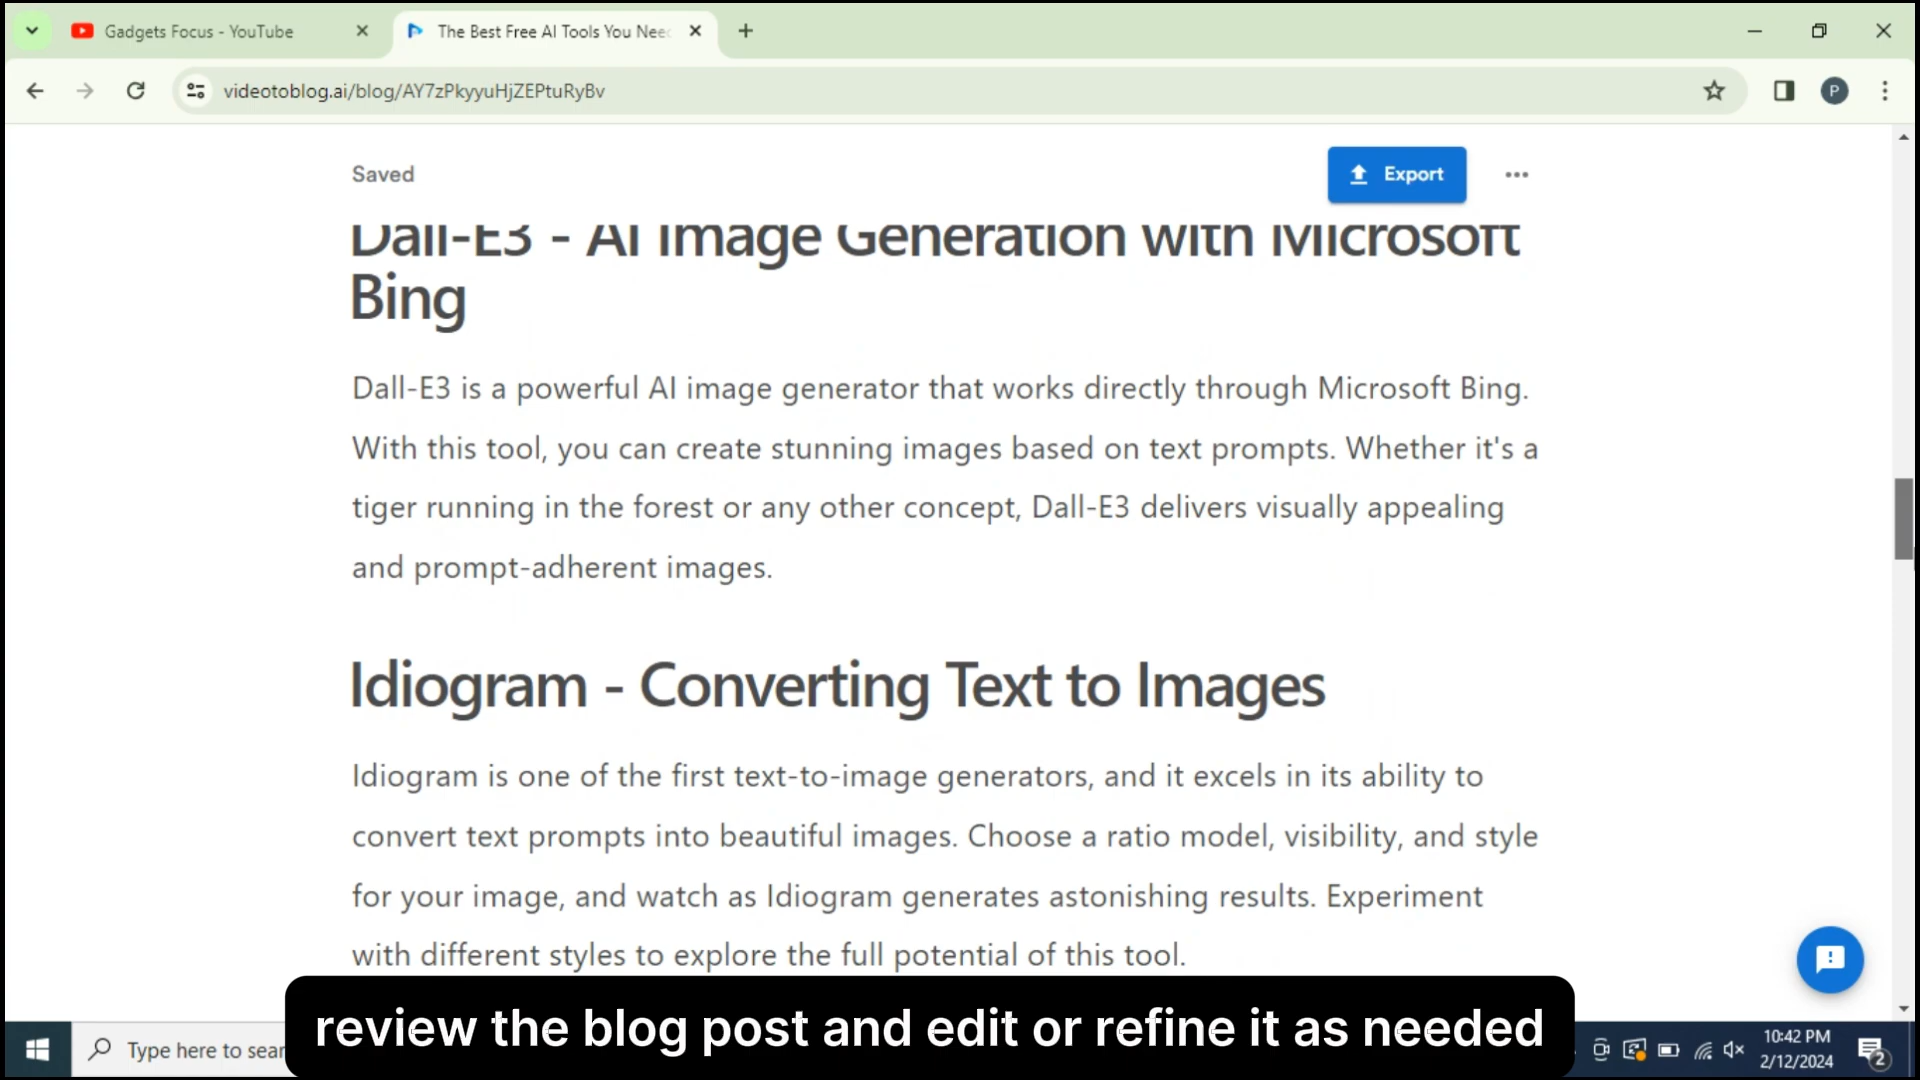 Gadgets Focus - YouTube
The Best Free AI Tools You Nee
videotoblog.ai/blog/AY7zPkyyuHjZEPtuRyBv
P
Saved
Export
Dall-E3 - AI Image Generation with Microsoft
Bing
Dall-E3 is a powerful AI image generator that works directly through Microsoft Bing.
With this tool, you can create stunning images based on text prompts. Whether it's a
tiger running in the forest or any other concept, Dall-E3 delivers visually appealing
and prompt-adherent images.
Idiogram - Converting Text to Images
Idiogram is one of the first text-to-image generators, and it excels in its ability to
convert text prompts into beautiful images. Choose a ratio model, visibility, and style
for your image, and watch as Idiogram generates astonishing results. Experiment
with different styles to explore the full potential of this tool.
review the blog post and edit or refine it as needed
Type here to sear
10:42 PM
2/12/2024
2